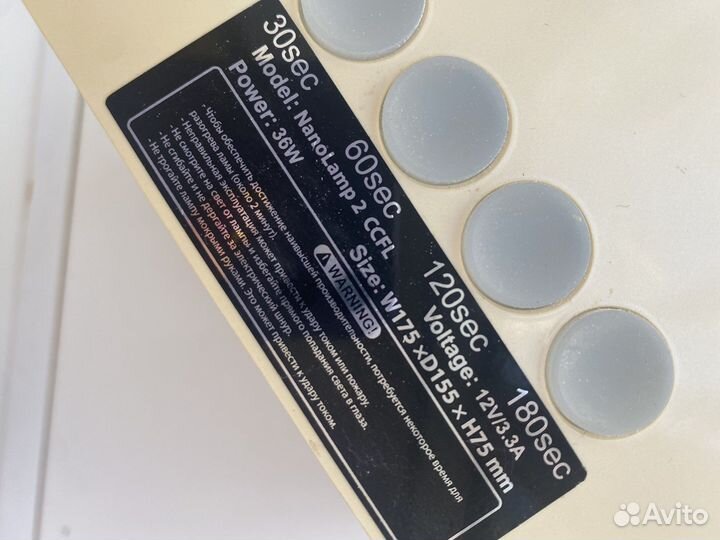 30sec 60sec 120sec 180sec
Model: NanoLamp 2 CCFL Voltage: 12V/3.3A
Power: 36W Size: W175 xD155 x H75 mm
WARNING!
- Чтобы обеспечить достижение наивысшей производительности, потребуется некоторое время для
разогрева ламы (около 2 минут).
- Неправильная эксплуатация может привести к удару током или пожару.
- Не смотрите на свет от лампы и избегайте прямого попадания света в глаза.
- Не сгибайте и не дергайте за электрический шнур.
- Не трогайте лампу мокрыми руками. Это может привести к удару током.
Avito